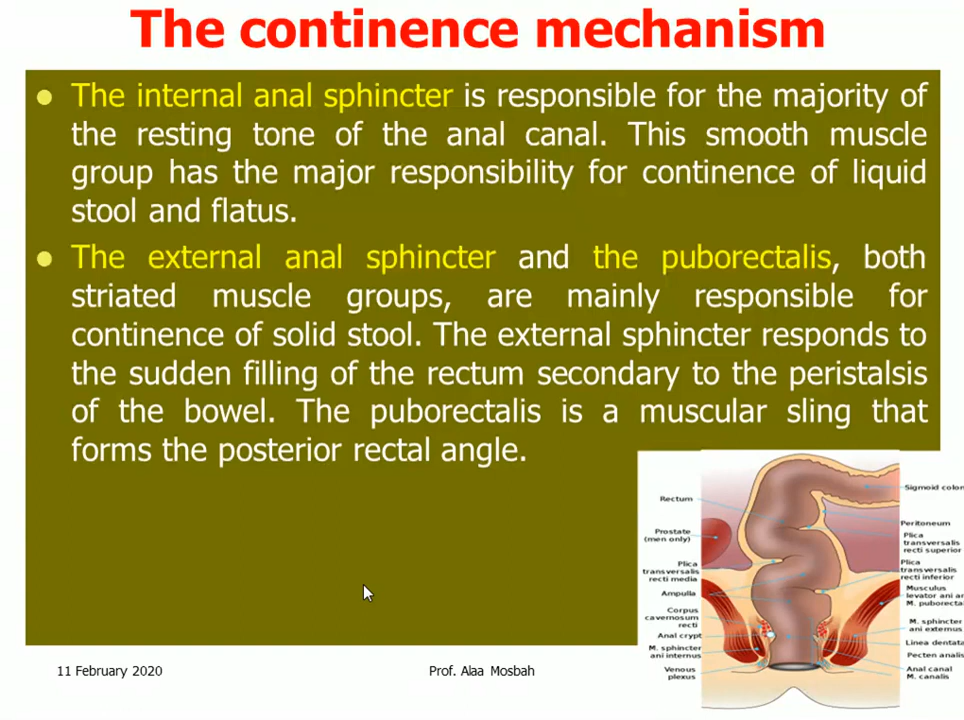 The continence mechanism
The internal anal sphincter is responsible for the majority of
the resting tone of the anal canal. This smooth muscle
group has the major responsibility for continence of liquid
stool and flatus.
The external anal sphincter and the puborectalis, both
striated muscle groups, are mainly responsible for
continence of solid stool. The external sphincter responds to
the sudden filling of the rectum secondary to the peristalsis
of the bowel. The puborectalis is a muscular sling that
forms the posterior rectal angle.
Rectum
Prostate
(men only)
Plica
transversalis
recti media
Ampulla
Corpus
cavernosum
recti
Anal crypt
M. sphincter
ani internus
Venous
plexus
Sigmoid colon
Peritoneum
Plica
transversalis
recti superior
Plica
transversalis
recti inferior
Musculus
levator ani an
M. puborecta
M. sphincter
ani externus
Linea dentata
Pecten analis
Anal canal
M. canalis
11 February 2020
Prof. Alaa Mosbah